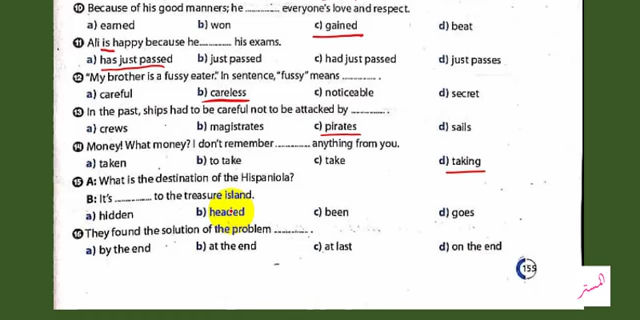 ⑩ Because of his good manners; he ............ everyone's love and respect.
a) earned b) won c) gained d) beat
⑪ Ali is happy because he............ his exams.
a) has just passed b) just passed c) had just passed d) just passes
⑫ "My brother is a fussy eater." In sentence, "fussy" means ............ .
a) careful b) careless c) noticeable d) secret
⑬ In the past, ships had to be careful not to be attacked by ............ .
a) crews b) magistrates c) pirates d) sails
⑭ Money! What money? I don't remember............ anything from you.
a) taken b) to take c) take d) taking
⑮ A: What is the destination of the Hispaniola?
B: It's ............ to the treasure island.
a) hidden b) headed c) been d) goes
⑯ They found the solution of the problem ............ .
a) by the end b) at the end c) at last d) on the end
155
المستر